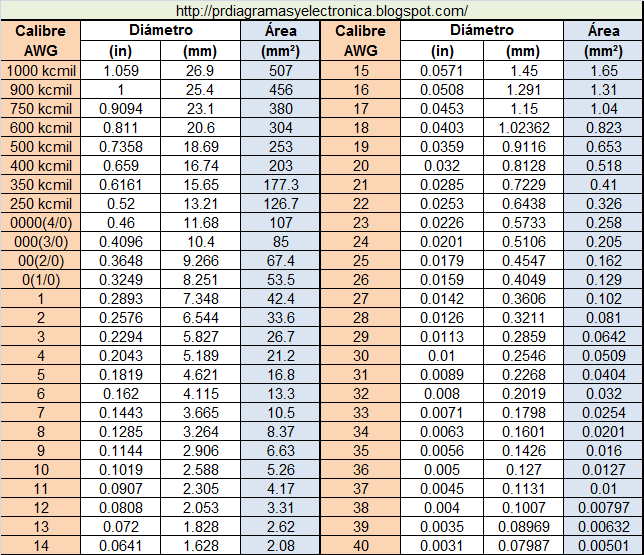 http://prdiagramasyelectronica.blogspot.com/
Calibre Diámetro Área Calibre Diámetro Área
AWG (in) (mm) (mm²) AWG (in) (mm) (mm²)
1000 kcmil 1.059 26.9 507 15 0.0571 1.45 1.65
900 kcmil 1 25.4 456 16 0.0508 1.291 1.31
750 kcmil 0.9094 23.1 380 17 0.0453 1.15 1.04
600 kcmil 0.811 20.6 304 18 0.0403 1.02362 0.823
500 kcmil 0.7358 18.69 253 19 0.0359 0.9116 0.653
400 kcmil 0.659 16.74 203 20 0.032 0.8128 0.518
350 kcmil 0.6161 15.65 177.3 21 0.0285 0.7229 0.41
250 kcmil 0.52 13.21 126.7 22 0.0253 0.6438 0.326
0000(4/0) 0.46 11.68 107 23 0.0226 0.5733 0.258
000(3/0) 0.4096 10.4 85 24 0.0201 0.5106 0.205
00(2/0) 0.3648 9.266 67.4 25 0.0179 0.4547 0.162
0(1/0) 0.3249 8.251 53.5 26 0.0159 0.4049 0.129
1 0.2893 7.348 42.4 27 0.0142 0.3606 0.102
2 0.2576 6.544 33.6 28 0.0126 0.3211 0.081
3 0.2294 5.827 26.7 29 0.0113 0.2859 0.0642
4 0.2043 5.189 21.2 30 0.01 0.2546 0.0509
5 0.1819 4.621 16.8 31 0.0089 0.2268 0.0404
6 0.162 4.115 13.3 32 0.008 0.2019 0.032
7 0.1443 3.665 10.5 33 0.0071 0.1798 0.0254
8 0.1285 3.264 8.37 34 0.0063 0.1601 0.0201
9 0.1144 2.906 6.63 35 0.0056 0.1426 0.016
10 0.1019 2.588 5.26 36 0.005 0.127 0.0127
11 0.0907 2.305 4.17 37 0.0045 0.1131 0.01
12 0.0808 2.053 3.31 38 0.004 0.1007 0.00797
13 0.072 1.828 2.62 39 0.0035 0.08969 0.00632
14 0.0641 1.628 2.08 40 0.0031 0.07987 0.00501